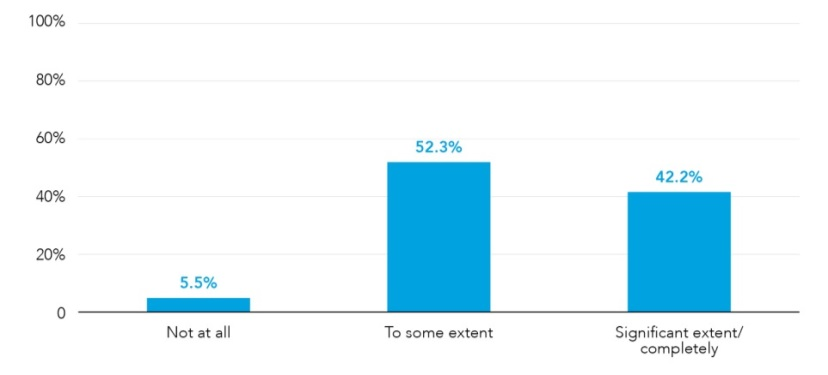 100%
80%
60%
40%
20%
0
5.5%
52.3%
42.2%
Not at all
To some extent
Significant extent/
completely